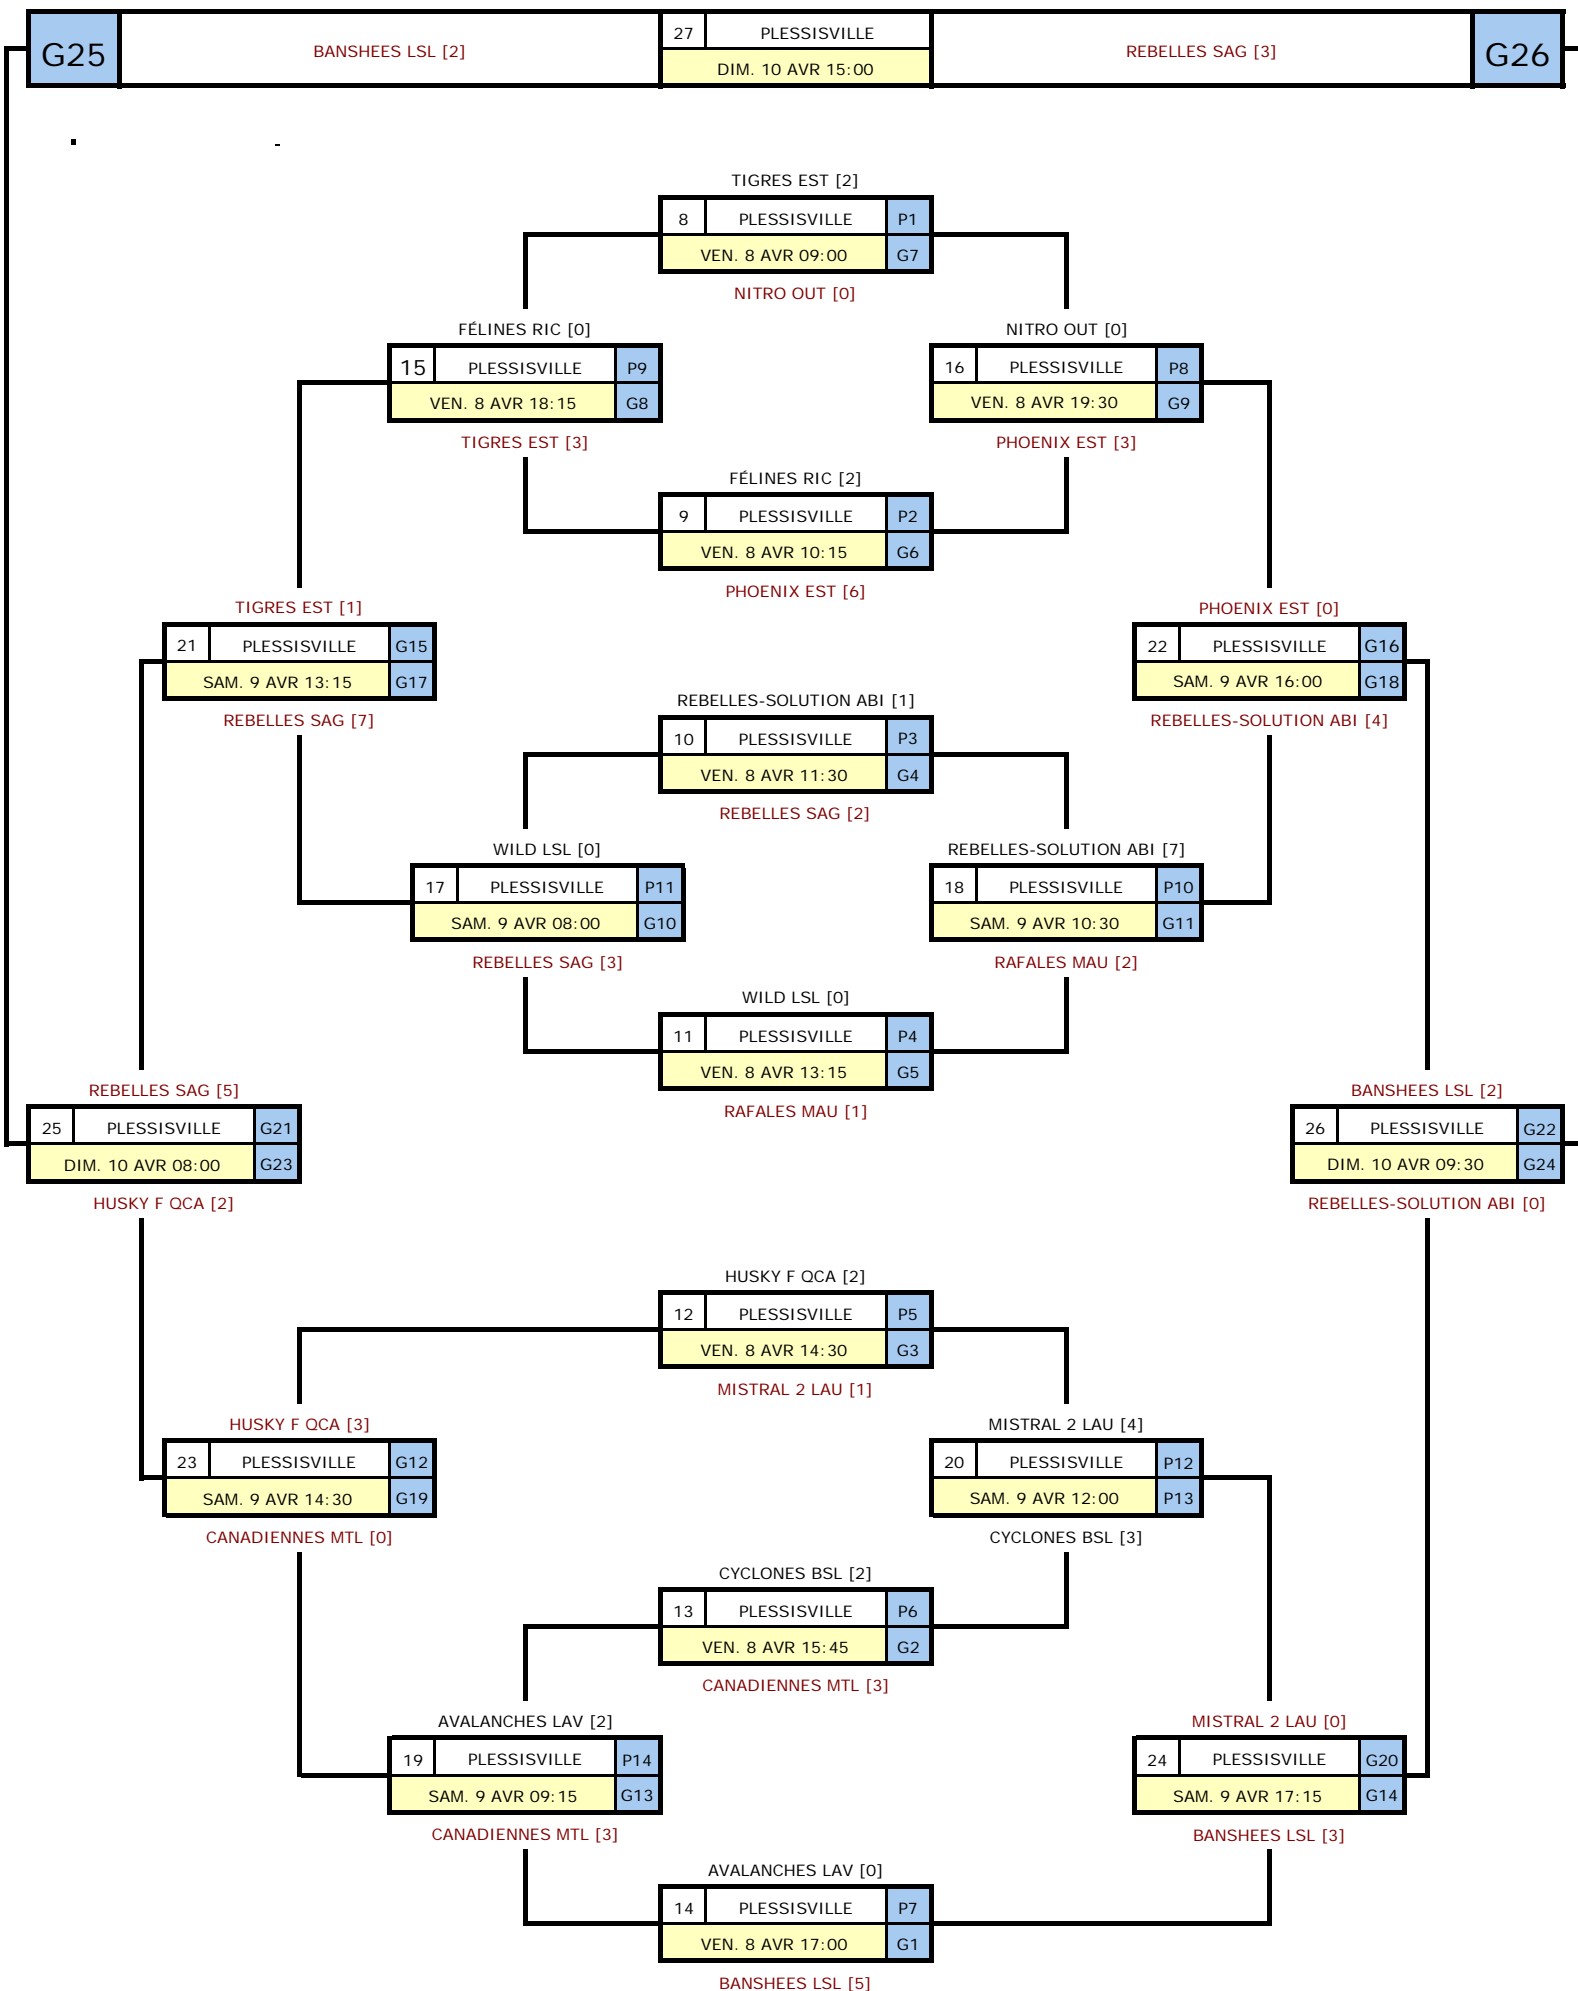 G25
BANSHEES LSL [2]
27 PLESSISVILLE
DIM. 10 AVR 15:00
REBELLES SAG [3]
G26
TIGRES EST [2]
8 PLESSISVILLE P1
VEN. 8 AVR 09:00 G7
NITRO OUT [0]
FÉLINES RIC [0]
15 PLESSISVILLE P9
VEN. 8 AVR 18:15 G8
TIGRES EST [3]
NITRO OUT [0]
16 PLESSISVILLE P8
VEN. 8 AVR 19:30 G9
PHOENIX EST [3]
FÉLINES RIC [2]
9 PLESSISVILLE P2
VEN. 8 AVR 10:15 G6
PHOENIX EST [6]
TIGRES EST [1]
21 PLESSISVILLE G15
SAM. 9 AVR 13:15 G17
REBELLES SAG [7]
PHOENIX EST [0]
22 PLESSISVILLE G16
SAM. 9 AVR 16:00 G18
REBELLES-SOLUTION ABI [4]
REBELLES-SOLUTION ABI [1]
10 PLESSISVILLE P3
VEN. 8 AVR 11:30 G4
REBELLES SAG [2]
WILD LSL [0]
17 PLESSISVILLE P11
SAM. 9 AVR 08:00 G10
REBELLES SAG [3]
REBELLES-SOLUTION ABI [7]
18 PLESSISVILLE P10
SAM. 9 AVR 10:30 G11
RAFALES MAU [2]
WILD LSL [0]
11 PLESSISVILLE P4
VEN. 8 AVR 13:15 G5
RAFALES MAU [1]
REBELLES SAG [5]
25 PLESSISVILLE G21
DIM. 10 AVR 08:00 G23
HUSKY F QCA [2]
BANSHEES LSL [2]
26 PLESSISVILLE G22
DIM. 10 AVR 09:30 G24
REBELLES-SOLUTION ABI [0]
HUSKY F QCA [2]
12 PLESSISVILLE P5
VEN. 8 AVR 14:30 G3
MISTRAL 2 LAU [1]
HUSKY F QCA [3]
23 PLESSISVILLE G12
SAM. 9 AVR 14:30 G19
CANADIENNES MTL [0]
MISTRAL 2 LAU [4]
20 PLESSISVILLE P12
SAM. 9 AVR 12:00 P13
CYCLONES BSL [3]
CYCLONES BSL [2]
13 PLESSISVILLE P6
VEN. 8 AVR 15:45 G2
CANADIENNES MTL [3]
AVALANCHES LAV [2]
19 PLESSISVILLE P14
SAM. 9 AVR 09:15 G13
CANADIENNES MTL [3]
MISTRAL 2 LAU [0]
24 PLESSISVILLE G20
SAM. 9 AVR 17:15 G14
BANSHEES LSL [3]
AVALANCHES LAV [0]
14 PLESSISVILLE P7
VEN. 8 AVR 17:00 G1
BANSHEES LSL [5]